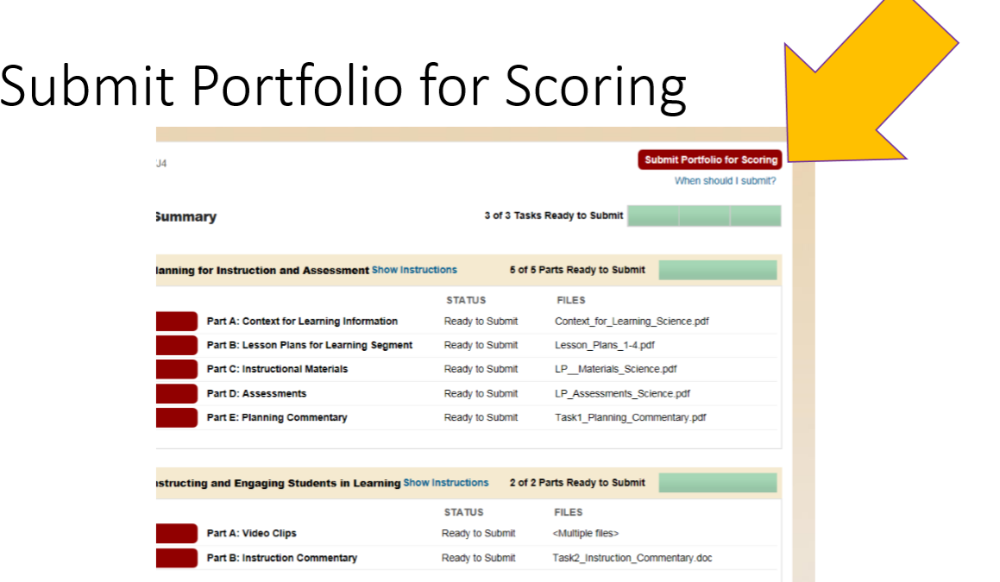 Submit Portfolio for Scoring
J4
Submit Portfolio for Scoring
When should I submit?
Summary
3 of 3 Tasks Ready to Submit
lanning for Instruction and Assessment Show Instructions 5 of 5 Parts Ready to Submit
STATUS FILES
Part A: Context for Learning Information Ready to Submit Context_for_Learning_Science.pdf
Part B: Lesson Plans for Learning Segment Ready to Submit Lesson_Plans_1-4.pdf
Part C: Instructional Materials Ready to Submit LP__Materials_Science.pdf
Part D: Assessments Ready to Submit LP_Assessments_Science.pdf
Part E: Planning Commentary Ready to Submit Task1_Planning_Commentary.pdf
structing and Engaging Students in Learning Show Instructions 2 of 2 Parts Ready to Submit
STATUS FILES
Part A: Video Clips Ready to Submit <Multiple files>
Part B: Instruction Commentary Ready to Submit Task2_Instruction_Commentary.doc